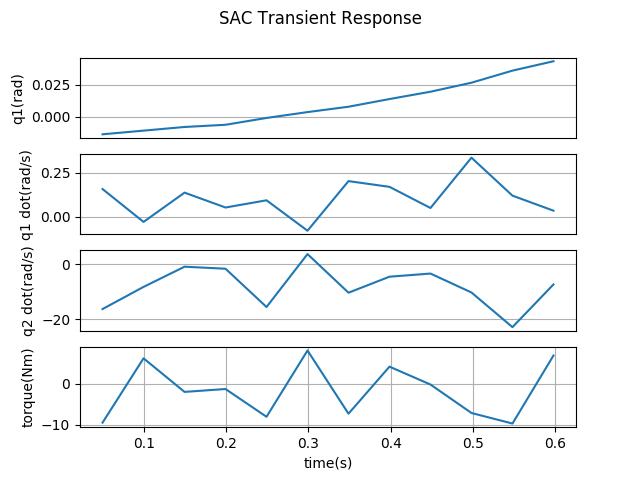 SAC Transient Response
q1(rad)
0.025
0.000
q1 dot(rad/s)
0.25
0.00
q2 dot(rad/s)
0
−20
torque(Nm)
0
−10
0.1 0.2 0.3 0.4 0.5 0.6
time(s)